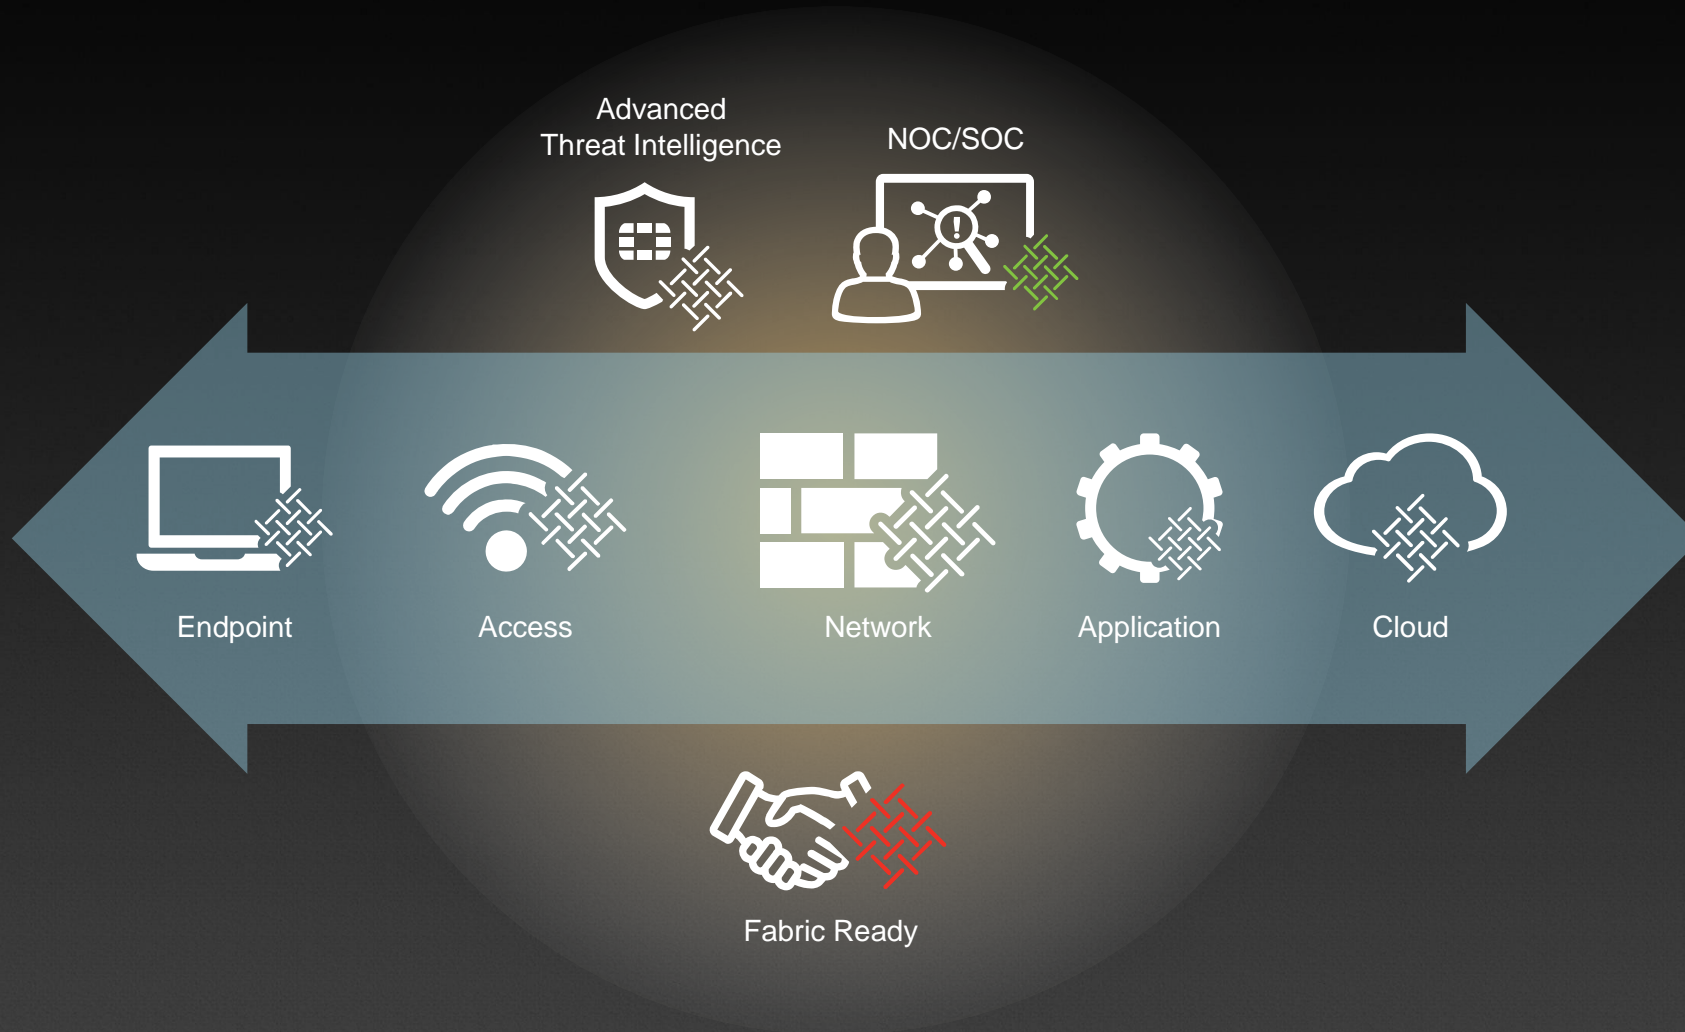 Advanced
Threat Intelligence
NOC/SOC
!
Endpoint
Access
Network
Application
Cloud
Fabric Ready